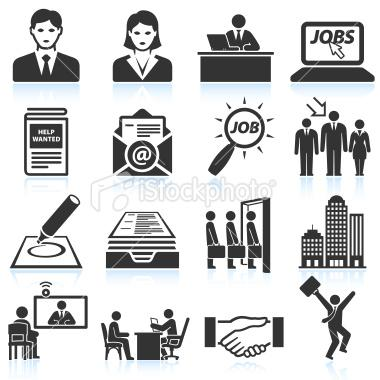 JOBS
HELP
WANTED
@
JOB
iStockphoto